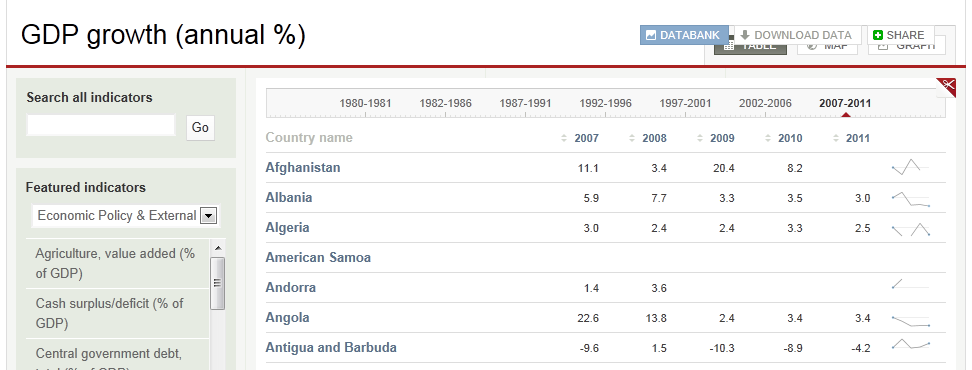 GDP growth (annual %)
DATABANK DOWNLOAD DATA SHARE
TABLE MAP GRAPH
Search all indicators
Go
Featured indicators
Economic Policy & External
Agriculture, value added (%
of GDP)
Cash surplus/deficit (% of
GDP)
Central government debt,
total (% of GDP)
1980-1981 1982-1986 1987-1991 1992-1996 1997-2001 2002-2006 2007-2011
Country name 2007 2008 2009 2010 2011
Afghanistan 11.1 3.4 20.4 8.2
Albania 5.9 7.7 3.3 3.5 3.0
Algeria 3.0 2.4 2.4 3.3 2.5
American Samoa
Andorra 1.4 3.6
Angola 22.6 13.8 2.4 3.4 3.4
Antigua and Barbuda -9.6 1.5 -10.3 -8.9 -4.2